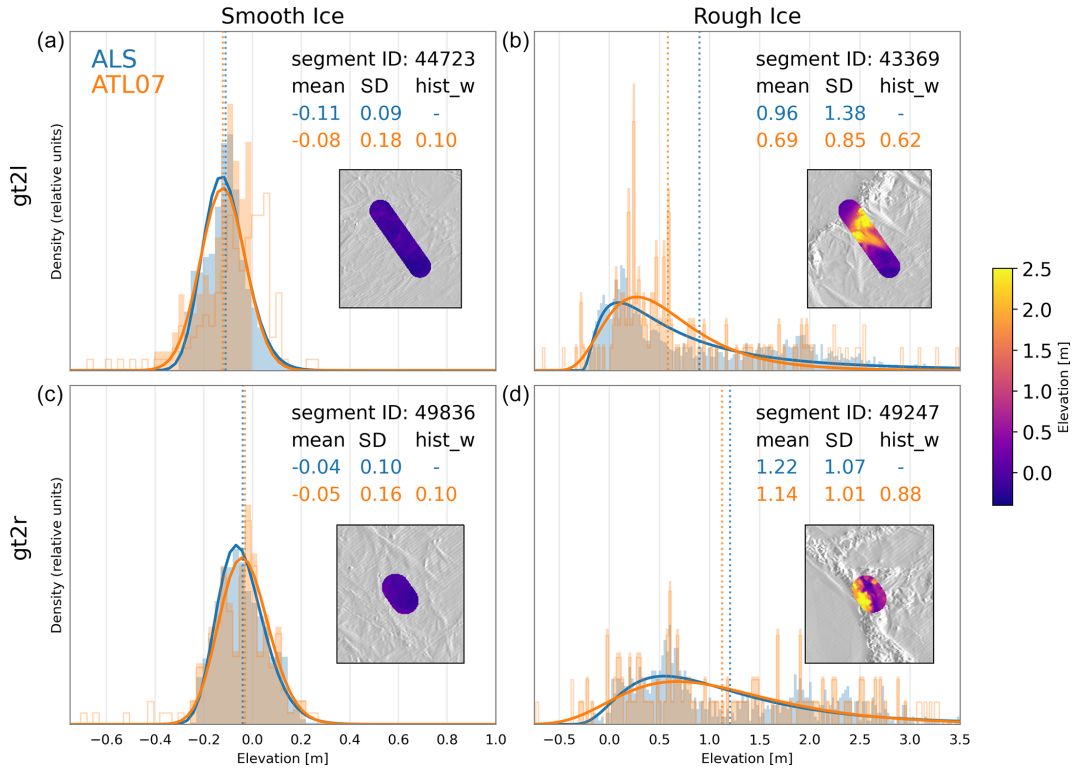 Smooth Ice
Rough Ice
(a)
ALS
ATL07
segment ID: 44723
mean SD hist_w
-0.11 0.09 -
-0.08 0.18 0.10
gt2l
Density (relative units)
(b)
segment ID: 43369
mean SD hist_w
0.96 1.38 -
0.69 0.85 0.62
(c)
segment ID: 49836
mean SD hist_w
-0.04 0.10 -
-0.05 0.16 0.10
gt2r
Density (relative units)
(d)
segment ID: 49247
mean SD hist_w
1.22 1.07 -
1.14 1.01 0.88
−0.6 −0.4 −0.2 0.0 0.2 0.4 0.6 0.8 1.0
Elevation [m]
−0.5 0.0 0.5 1.0 1.5 2.0 2.5 3.0 3.5
Elevation [m]
2.5
2.0
1.5
1.0
0.5
0.0
Elevation [m]